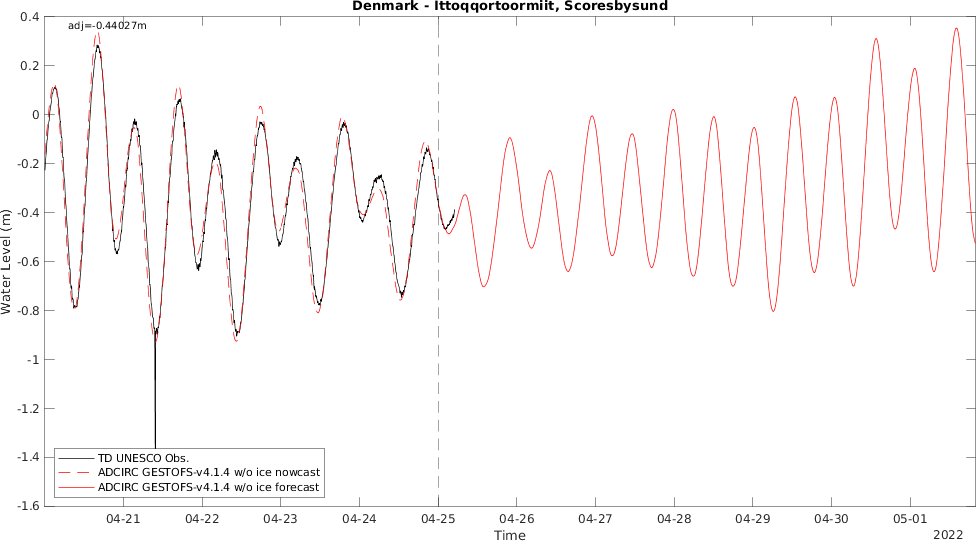 Denmark - Ittoqqortoormiit, Scoresbysund
adj=-0.44027m
0.4
0.2
0
-0.2
-0.4
-0.6
-0.8
-1
-1.2
-1.4
-1.6
Water Level (m)
TD UNESCO Obs.
ADCIRC GESTOFS-v4.1.4 w/o ice nowcast
ADCIRC GESTOFS-v4.1.4 w/o ice forecast
04-21 04-22 04-23 04-24 04-25 04-26 04-27 04-28 04-29 04-30 05-01
Time
2022